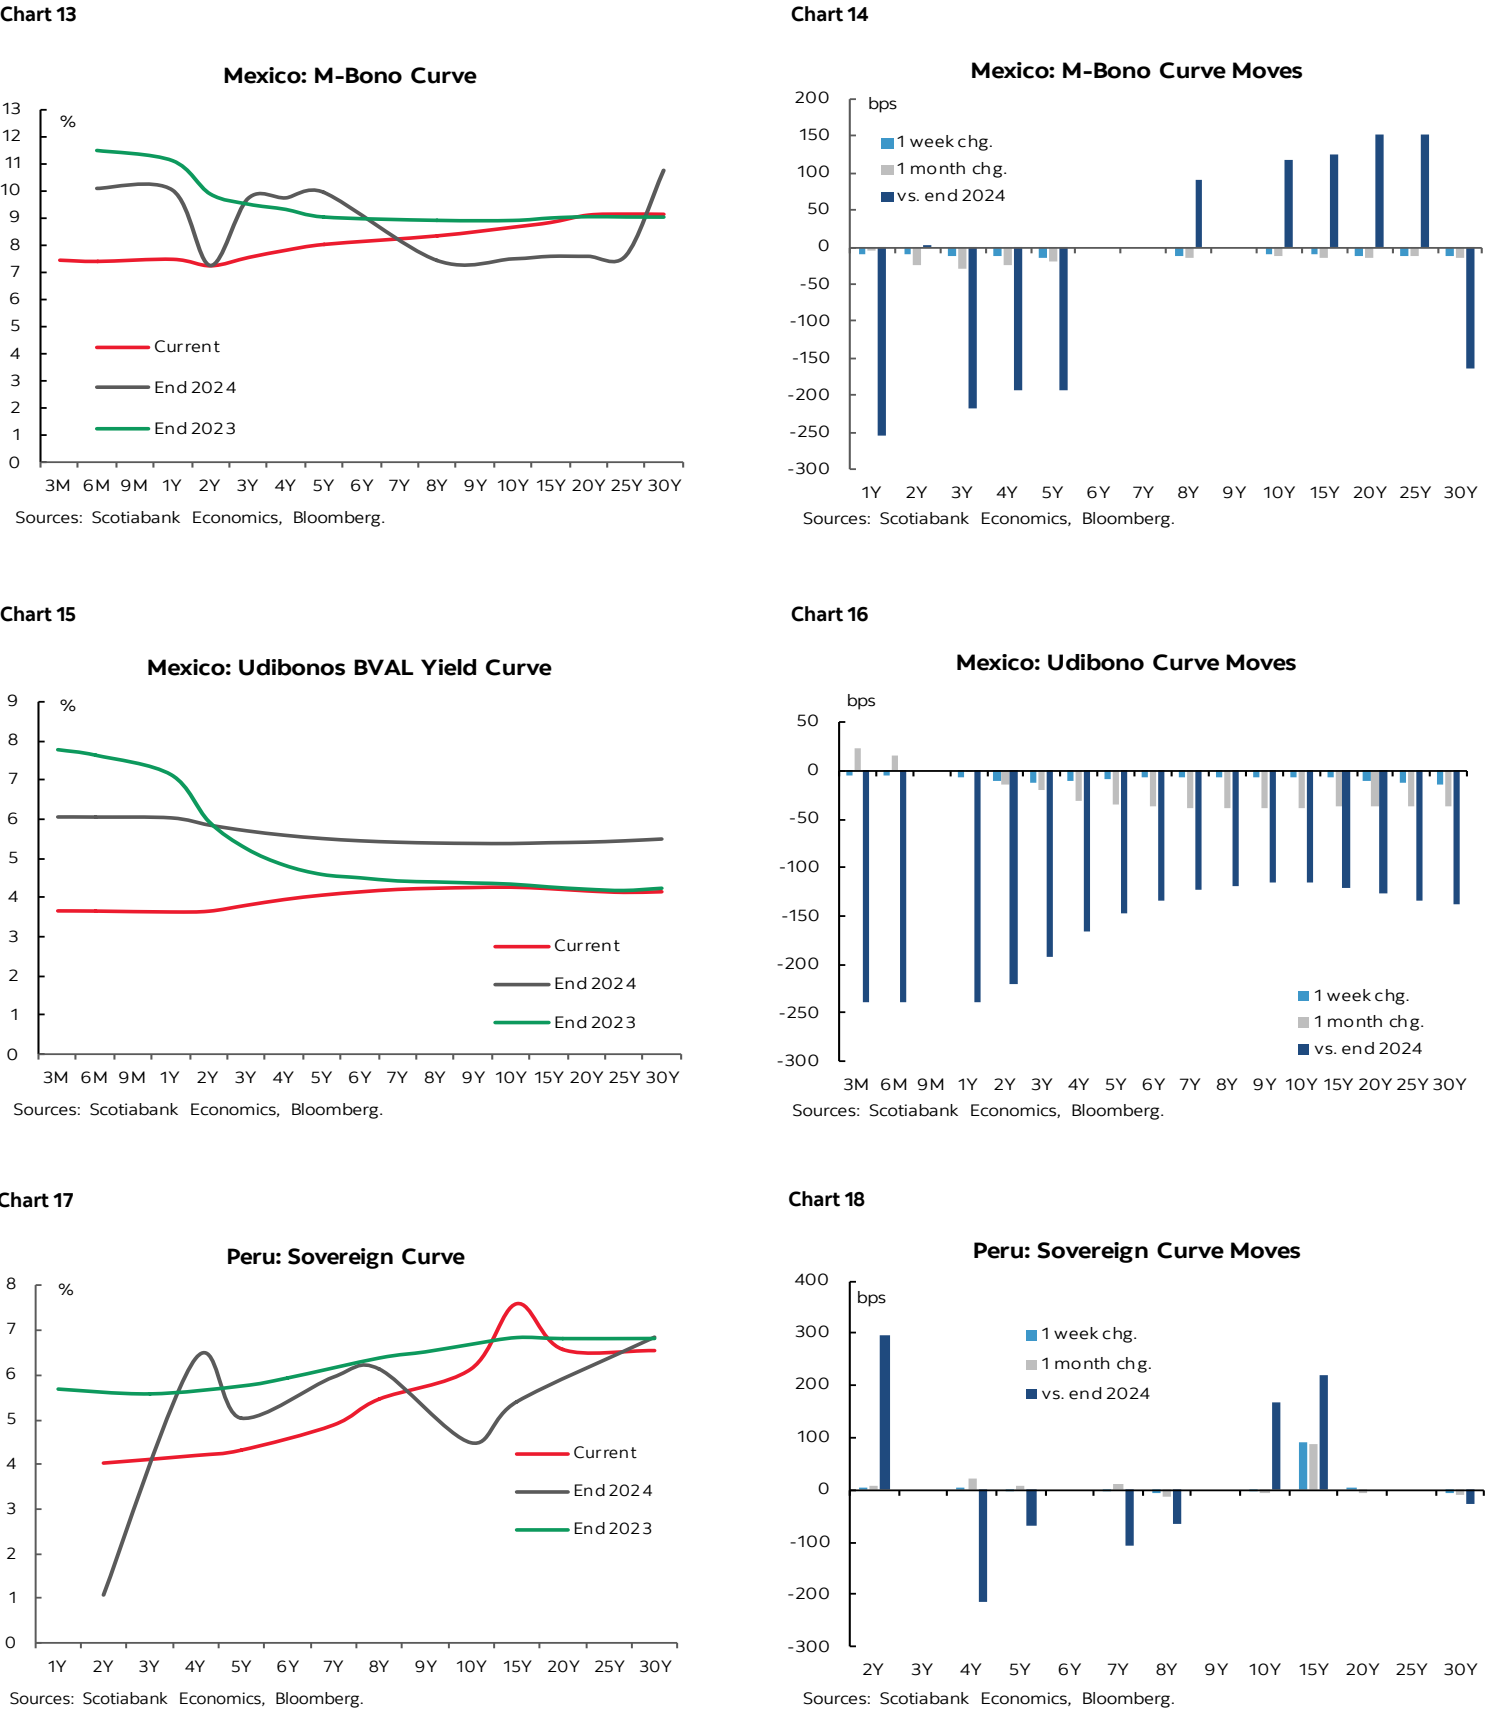 Chart 13
Mexico: M-Bono Curve
%
13
12
11
10
9
8
7
6
5
4
3
2
1
0
Current
End 2024
End 2023
3M 6M 9M 1Y 2Y 3Y 4Y 5Y 6Y 7Y 8Y 9Y 10Y 15Y 20Y 25Y 30Y
Sources: Scotiabank Economics, Bloomberg.
Chart 14
Mexico: M-Bono Curve Moves
bps
200
150
100
50
0
-50
-100
-150
-200
-250
-300
1 week chg.
1 month chg.
vs. end 2024
1Y 2Y 3Y 4Y 5Y 6Y 7Y 8Y 9Y 10Y 15Y 20Y 25Y 30Y
Sources: Scotiabank Economics, Bloomberg.
Chart 15
Mexico: Udibonos BVAL Yield Curve
%
9
8
7
6
5
4
3
2
1
0
Current
End 2024
End 2023
3M 6M 9M 1Y 2Y 3Y 4Y 5Y 6Y 7Y 8Y 9Y 10Y 15Y 20Y 25Y 30Y
Sources: Scotiabank Economics, Bloomberg.
Chart 16
Mexico: Udibono Curve Moves
bps
50
0
-50
-100
-150
-200
-250
-300
1 week chg.
1 month chg.
vs. end 2024
3M 6M 9M 1Y 2Y 3Y 4Y 5Y 6Y 7Y 8Y 9Y 10Y 15Y 20Y 25Y 30Y
Sources: Scotiabank Economics, Bloomberg.
Chart 17
Peru: Sovereign Curve
%
8
7
6
5
4
3
2
1
0
Current
End 2024
End 2023
1Y 2Y 3Y 4Y 5Y 6Y 7Y 8Y 9Y 10Y 15Y 20Y 25Y 30Y
Sources: Scotiabank Economics, Bloomberg.
Chart 18
Peru: Sovereign Curve Moves
bps
400
300
200
100
0
-100
-200
-300
1 week chg.
1 month chg.
vs. end 2024
2Y 3Y 4Y 5Y 6Y 7Y 8Y 9Y 10Y 15Y 20Y 25Y 30Y
Sources: Scotiabank Economics, Bloomberg.